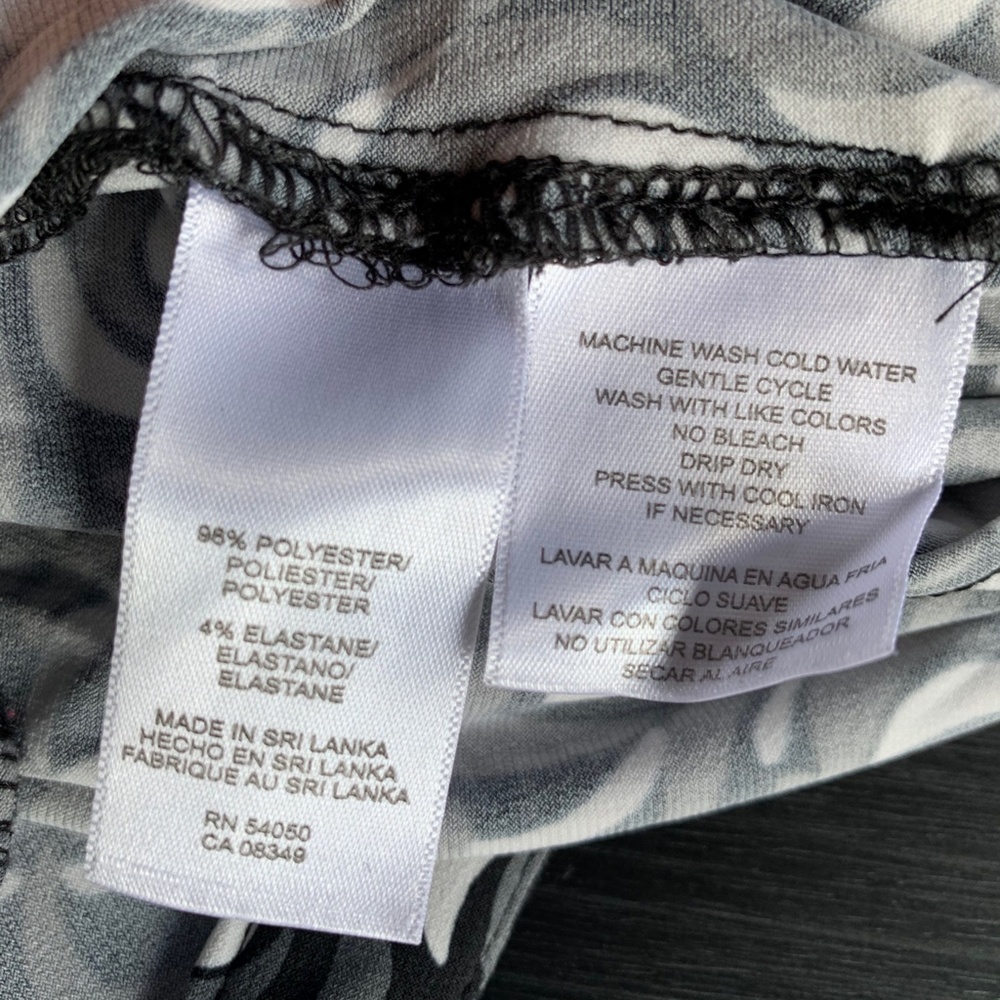 96% POLYESTER/
POLIESTER/
POLYESTER
4% ELASTANE/
ELASTANO/
ELASTANE
MADE IN SRI LANKA
HECHO EN SRI LANKA
FABRIQUE AU SRI LANKA
RN 54050
CA 08349
MACHINE WASH COLD WATER
GENTLE CYCLE
WASH WITH LIKE COLORS
NO BLEACH
DRIP DRY
PRESS WITH COOL IRON
IF NECESSARY
LAVAR A MAQUINA EN AGUA FRIA
CICLO SUAVE
LAVAR CON COLORES SIMILARES
NO UTILIZAR BLANQUEADOR
SECAR AL AIRE